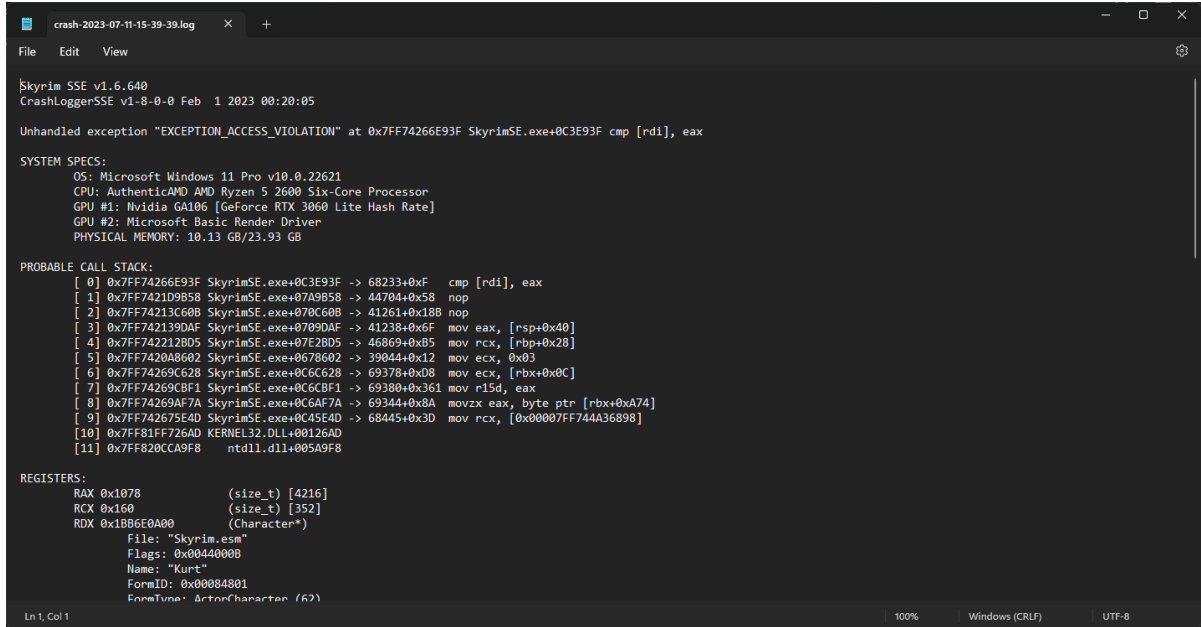 crash-2023-07-11-15-39-39.log
File Edit View
Skyrim SSE v1.6.640
CrashLoggerSSE v1-8-0-0 Feb  1 2023 00:20:05
Unhandled exception "EXCEPTION_ACCESS_VIOLATION" at 0x7FF74266E93F SkyrimSE.exe+0C3E93F cmp [rdi], eax
SYSTEM SPECS:
OS: Microsoft Windows 11 Pro v10.0.22621
CPU: AuthenticAMD AMD Ryzen 5 2600 Six-Core Processor
GPU #1: Nvidia GA106 [GeForce RTX 3060 Lite Hash Rate]
GPU #2: Microsoft Basic Render Driver
PHYSICAL MEMORY: 10.13 GB/23.93 GB
PROBABLE CALL STACK:
[ 0] 0x7FF74266E93F SkyrimSE.exe+0C3E93F -> 68233+0xF   cmp [rdi], eax
[ 1] 0x7FF7421D9B58 SkyrimSE.exe+07A9B58 -> 44704+0x58  nop
[ 2] 0x7FF74213C60B SkyrimSE.exe+070C60B -> 41261+0x18B nop
[ 3] 0x7FF742139DAF SkyrimSE.exe+0709DAF -> 41238+0x6F  mov eax, [rsp+0x40]
[ 4] 0x7FF742212BD5 SkyrimSE.exe+07E2BD5 -> 46869+0xB5  mov rcx, [rbp+0x28]
[ 5] 0x7FF7420A8602 SkyrimSE.exe+0678602 -> 39044+0x12  mov ecx, 0x03
[ 6] 0x7FF74269C628 SkyrimSE.exe+0C6C628 -> 69378+0xD8  mov ecx, [rbx+0x0C]
[ 7] 0x7FF74269CBF1 SkyrimSE.exe+0C6CBF1 -> 69380+0x361 mov r15d, eax
[ 8] 0x7FF74269AF7A SkyrimSE.exe+0C6AF7A -> 69344+0x8A  movzx eax, byte ptr [rbx+0xA74]
[ 9] 0x7FF742675E4D SkyrimSE.exe+0C45E4D -> 68445+0x3D  mov rcx, [0x00007FF744A36898]
[10] 0x7FF81FF726AD KERNEL32.DLL+00126AD
[11] 0x7FF820CCA9F8    ntdll.dll+005A9F8
REGISTERS:
RAX 0x1078             (size_t) [4216]
RCX 0x160              (size_t) [352]
RDX 0x1BB6E0A00        (Character*)
File: "Skyrim.esm"
Flags: 0x0044000B
Name: "Kurt"
FormID: 0x00084801
FormType: ActorCharacter (62)
Ln 1, Col 1 100% Windows (CRLF) UTF-8